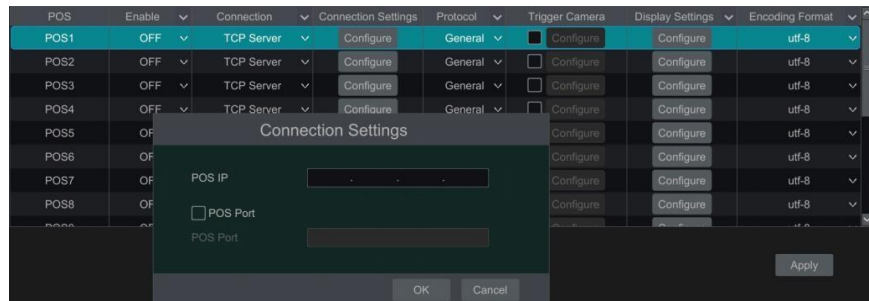 POS Enable Connection Connection Settings Protocol Trigger Camera Display Settings Encoding Format
POS1 OFF TCP Server Configure General Configure Configure utf-8
POS2 OFF TCP Server Configure General Configure Configure utf-8
POS3 OFF TCP Server Configure General Configure Configure utf-8
POS4 OFF TCP Server Configure General Configure Configure utf-8
POS5 Configure Configure utf-8
POS6 Configure Configure utf-8
POS7 Configure Configure utf-8
POS8 Configure Configure utf-8
Connection Settings
POS IP . . .
POS Port
POS Port
OK Cancel
Apply